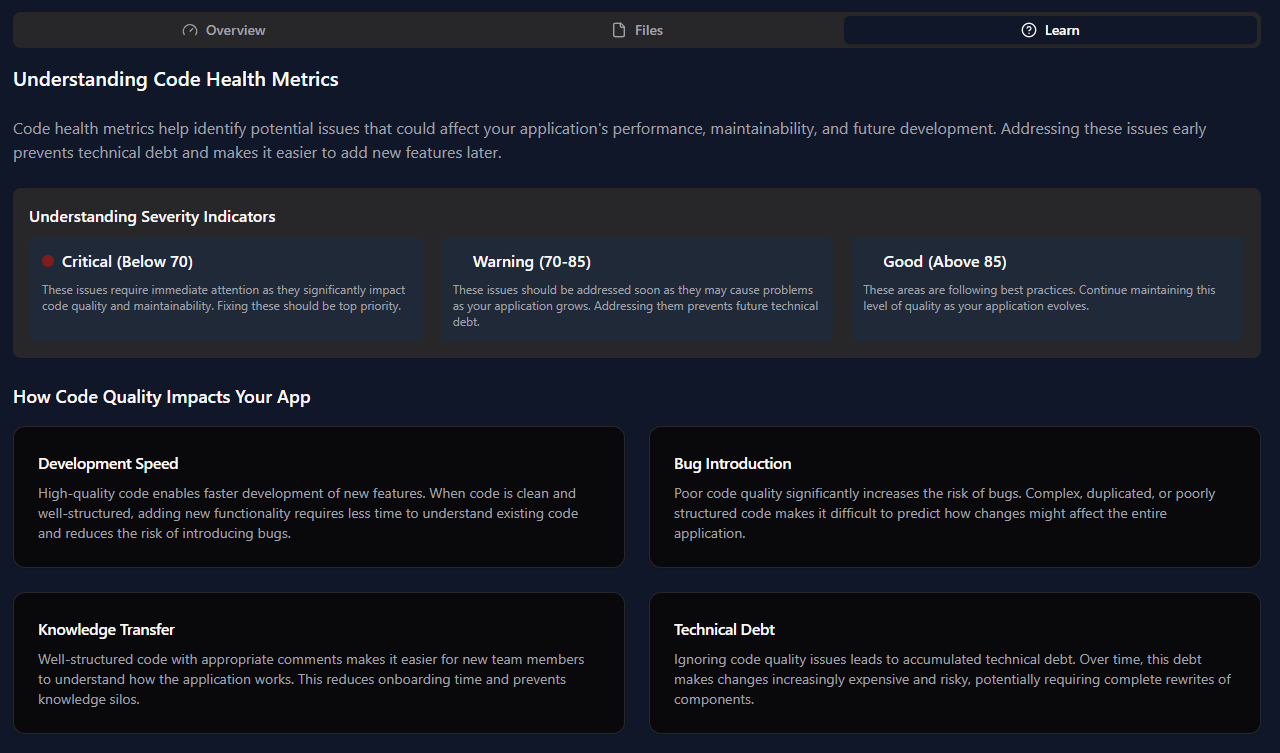 Overview
Files
Learn
Understanding Code Health Metrics
Code health metrics help identify potential issues that could affect your application's performance, maintainability, and future development. Addressing these issues early
prevents technical debt and makes it easier to add new features later.
Understanding Severity Indicators
Critical (Below 70)
These issues require immediate attention as they significantly impact
code quality and maintainability. Fixing these should be top priority.
Warning (70-85)
These issues should be addressed soon as they may cause problems
as your application grows. Addressing them prevents future technical
debt.
Good (Above 85)
These areas are following best practices. Continue maintaining this
level of quality as your application evolves.
How Code Quality Impacts Your App
Development Speed
High-quality code enables faster development of new features. When code is clean and
well-structured, adding new functionality requires less time to understand existing code
and reduces the risk of introducing bugs.
Bug Introduction
Poor code quality significantly increases the risk of bugs. Complex, duplicated, or poorly
structured code makes it difficult to predict how changes might affect the entire
application.
Knowledge Transfer
Well-structured code with appropriate comments makes it easier for new team members
to understand how the application works. This reduces onboarding time and prevents
knowledge silos.
Technical Debt
Ignoring code quality issues leads to accumulated technical debt. Over time, this debt
makes changes increasingly expensive and risky, potentially requiring complete rewrites of
components.